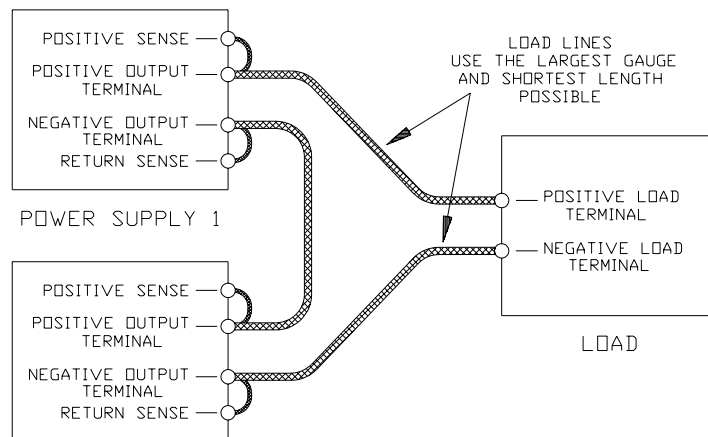 POSITIVE SENSE
POSITIVE OUTPUT
TERMINAL
NEGATIVE OUTPUT
TERMINAL
RETURN SENSE
POWER SUPPLY 1
LOAD LINES
USE THE LARGEST GAUGE
AND SHORTEST LENGTH
POSSIBLE
POSITIVE LOAD
TERMINAL
NEGATIVE LOAD
TERMINAL
LOAD
POSITIVE SENSE
POSITIVE OUTPUT
TERMINAL
NEGATIVE OUTPUT
TERMINAL
RETURN SENSE